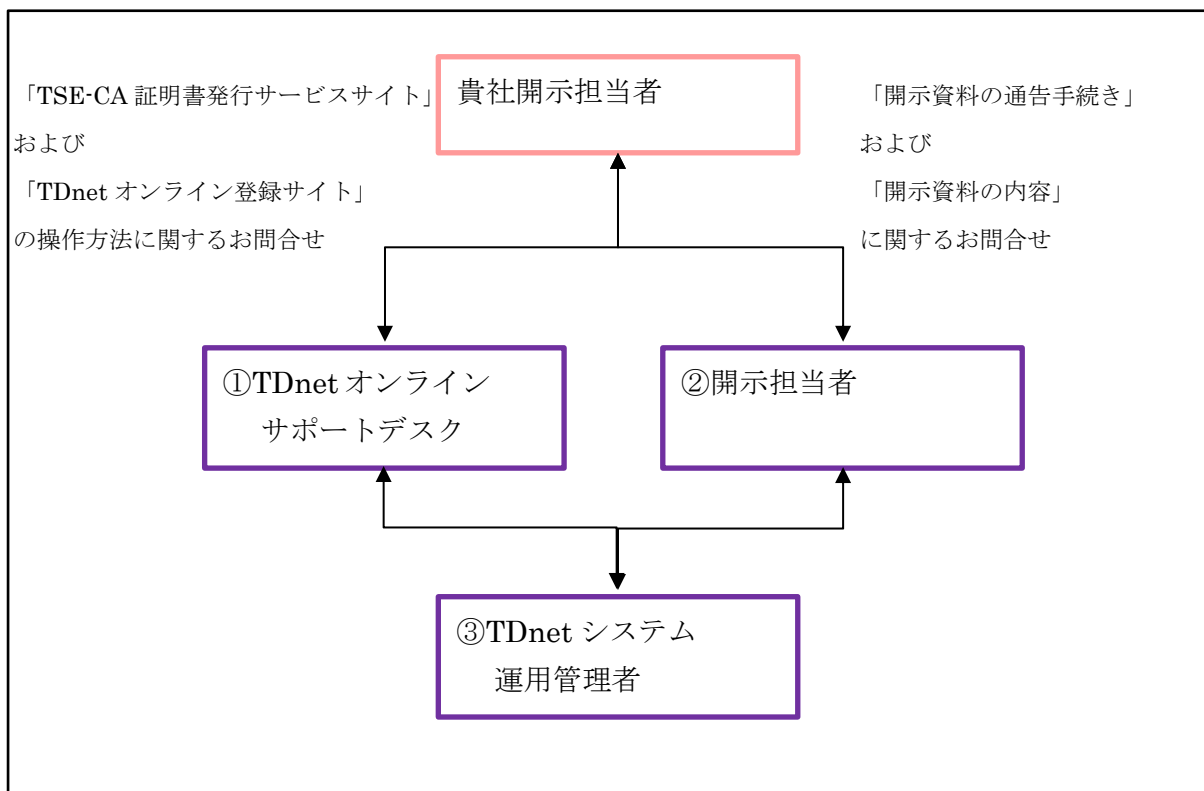 「TSE-CA 証明書発行サービスサイト」
および
「TDnet オンライン登録サイト」
の操作方法に関するお問合せ
貴社開示担当者
「開示資料の通告手続き」
および
「開示資料の内容」
に関するお問合せ
①TDnet オンライン
サポートデスク
②開示担当者
③TDnet システム
運用管理者